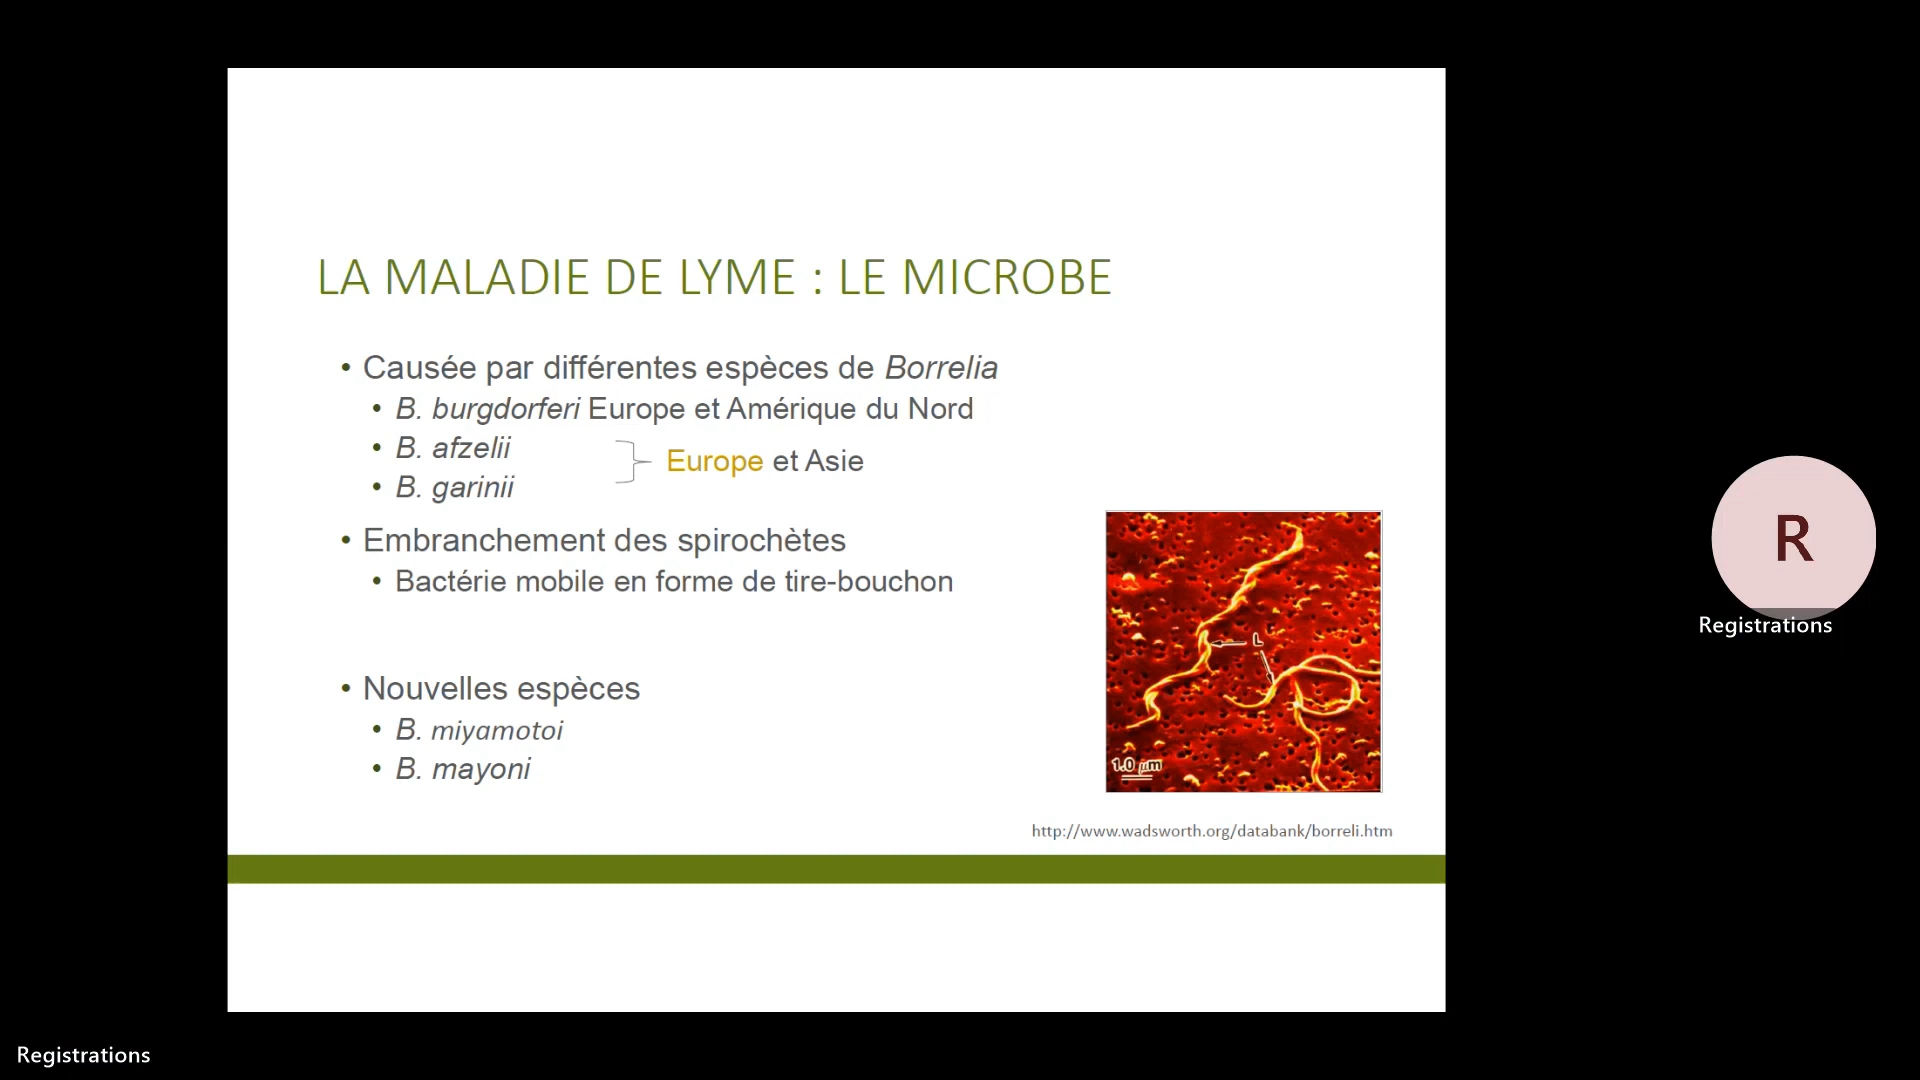 LA MALADIE DE LYME : LE MICROBE
• Causée par différentes espèces de Borrelia
• B. burgdorferi Europe et Amérique du Nord
• B. afzelii
Europe et Asie
• B. garinii
• Embranchement des spirochètes
• Bactérie mobile en forme de tire-bouchon
• Nouvelles espèces
• B. miyamotoi
• B. mayoni
L
1.0 µm
http://www.wadsworth.org/databank/borreli.htm
R
Registrations
Registrations